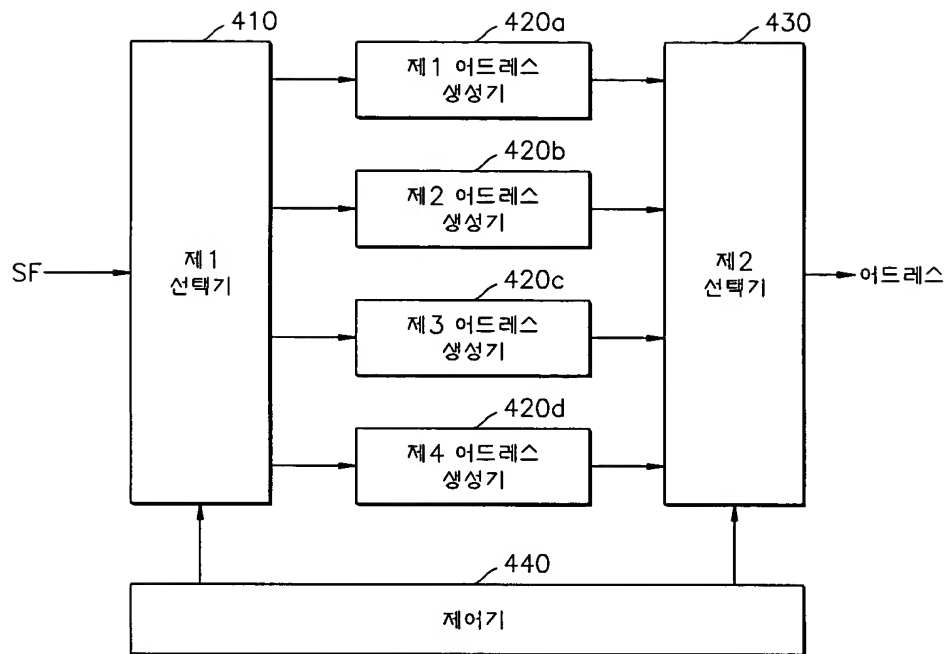 410
420a
430
제1 어드레스
생성기
420b
제2 어드레스
생성기
SF
제1
선택기
420c
제2
선택기
어드레스
제3 어드레스
생성기
420d
제4 어드레스
생성기
440
제어기